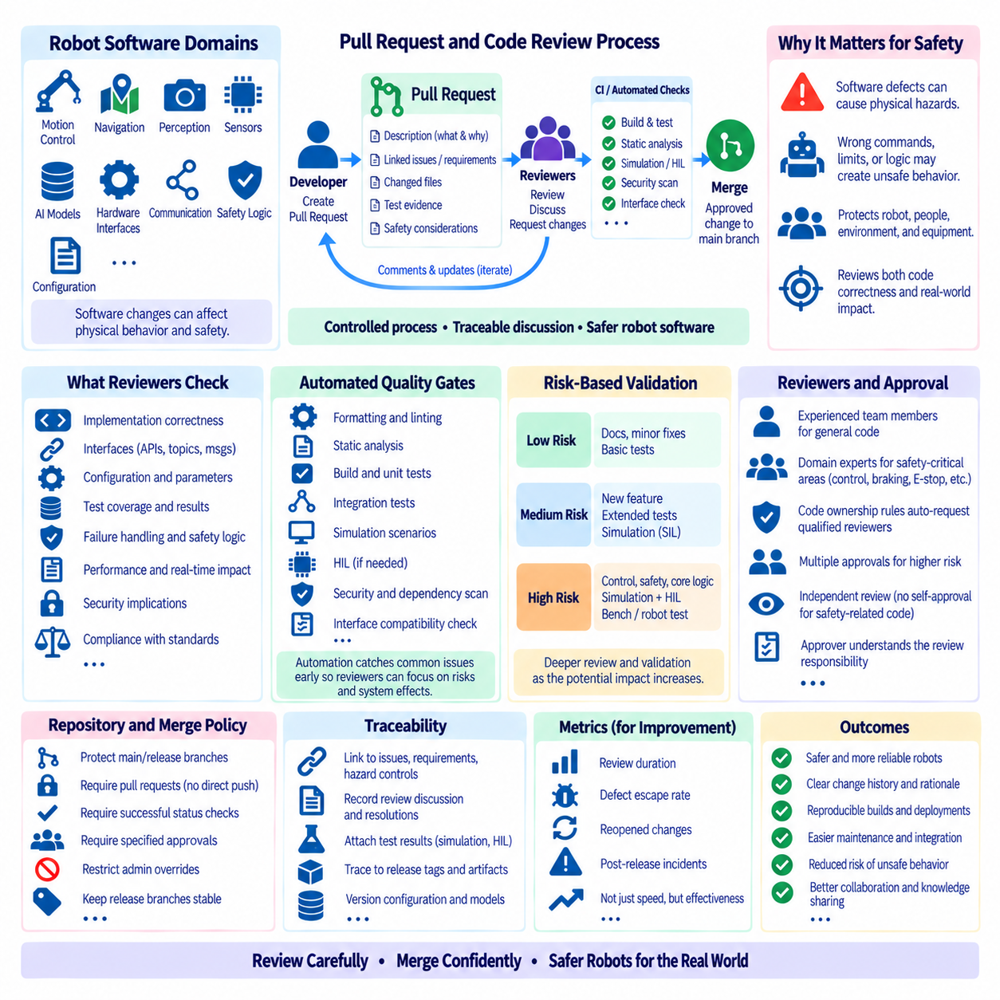 Robot Software Domains
Motion
Control
Navigation
Perception
Sensors
AI Models
Hardware
Interfaces
Communication
Safety Logic
Configuration
...
Software changes can affect
physical behavior and safety.
Pull Request and Code Review Process
Developer
Create
Pull Request
Pull Request
Description (what & why)
Linked issues / requirements
Changed files
Test evidence
Safety considerations
Reviewers
Review
Discuss
Request changes
CI / Automated Checks
Build & test
Static analysis
Simulation / HIL
Security scan
Interface check
...
Merge
Approved
change to
main branch
Comments & updates (iterate)
Controlled process • Traceable discussion • Safer robot software
Why It Matters for Safety
Software defects can
cause physical hazards.
Wrong commands,
limits, or logic may
create unsafe behavior.
Protects robot, people,
environment, and equipment.
Reviews both code
correctness and real-world
impact.
What Reviewers Check
Implementation correctness
Interfaces (APIs, topics, msgs)
Configuration and parameters
Test coverage and results
Failure handling and safety logic
Performance and real-time impact
Security implications
Compliance with standards
...
Automated Quality Gates
Formatting and linting
Static analysis
Build and unit tests
Integration tests
Simulation scenarios
HIL (if needed)
Security and dependency scan
Interface compatibility check
...
Automation catches common issues
early so reviewers can focus on risks
and system effects.
Risk-Based Validation
Low Risk
Docs, minor fixes
Basic tests
Medium Risk
New feature
Extended tests
Simulation (SIL)
High Risk
Control, safety, core logic
Simulation + HIL
Bench / robot test
Deeper review and validation
as the potential impact increases.
Reviewers and Approval
Experienced team members
for general code
Domain experts for safety-critical
areas (control, braking, E-stop, etc.)
Code ownership rules auto-request
qualified reviewers
Multiple approvals for higher risk
Independent review (no self-approval
for safety-related code)
Approver understands the review
responsibility
...
Repository and Merge Policy
Protect main/release branches
Require pull requests (no direct push)
Require successful status checks
Require specified approvals
Restrict admin overrides
Keep release branches stable
...
Traceability
Link to issues, requirements,
hazard controls
Record review discussion
and resolutions
Attach test results (simulation, HIL)
Trace to release tags and artifacts
Version configuration and models
...
Metrics (for Improvement)
Review duration
Defect escape rate
Reopened changes
Post-release incidents
Not just speed, but effectiveness
...
Outcomes
Safer and more reliable robots
Clear change history and rationale
Reproducible builds and deployments
Easier maintenance and integration
Reduced risk of unsafe behavior
Better collaboration and knowledge
sharing
...
Review Carefully • Merge Confidently • Safer Robots for the Real World